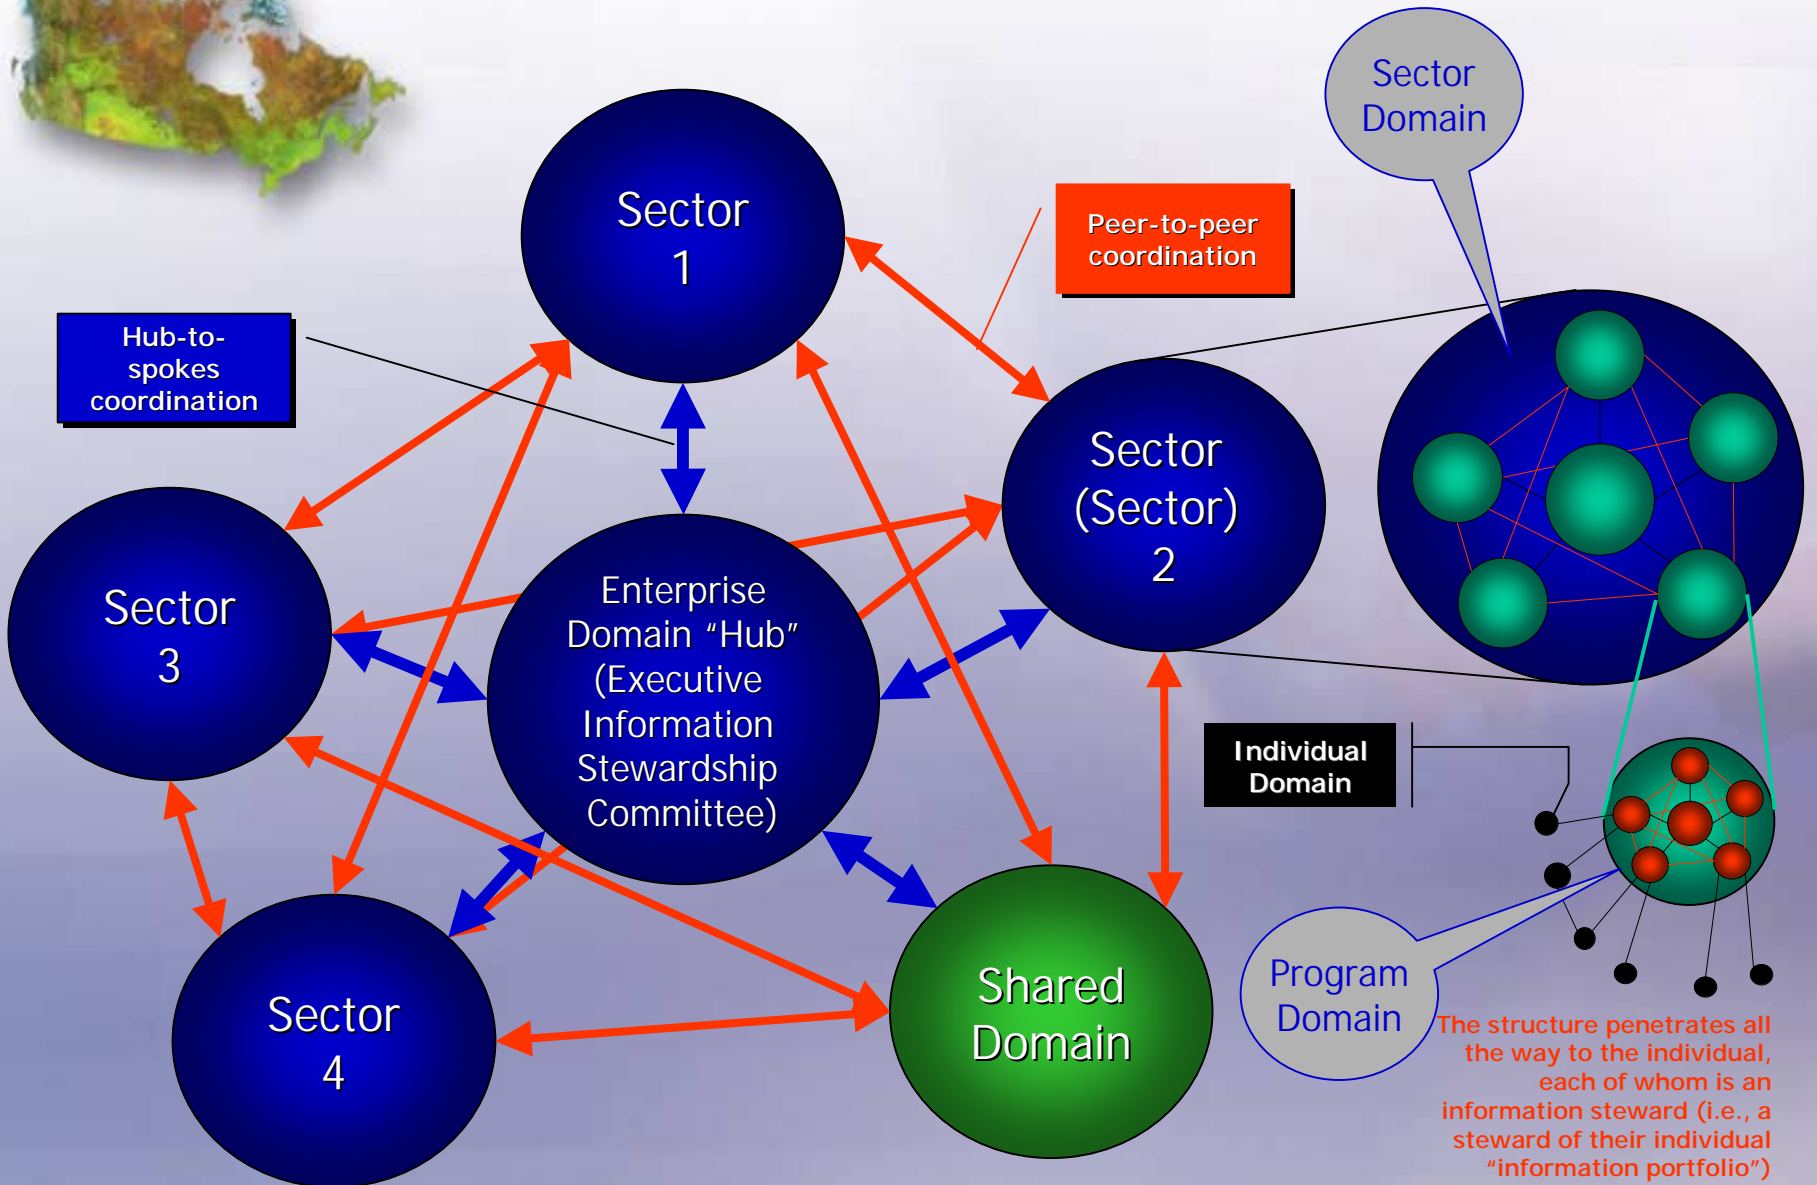 Sector
Domain
Sector
1
Peer-to-peer
coordination
Hub-to-
spokes
coordination
Sector
(Sector)
2
Enterprise
Domain “Hub”
(Executive
Information
Stewardship
Committee)
Sector
3
Individual
Domain
Sector
4
Shared
Domain
Program
Domain
The structure penetrates all
the way to the individual,
each of whom is an
information steward (i.e., a
steward of their individual
“information portfolio”)